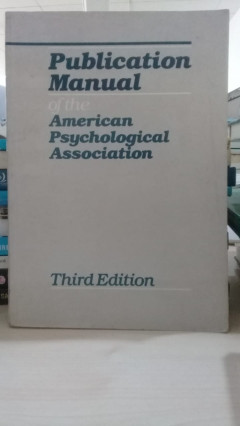 Publication
Manual
of the
American
Psychological
Association
Third Edition